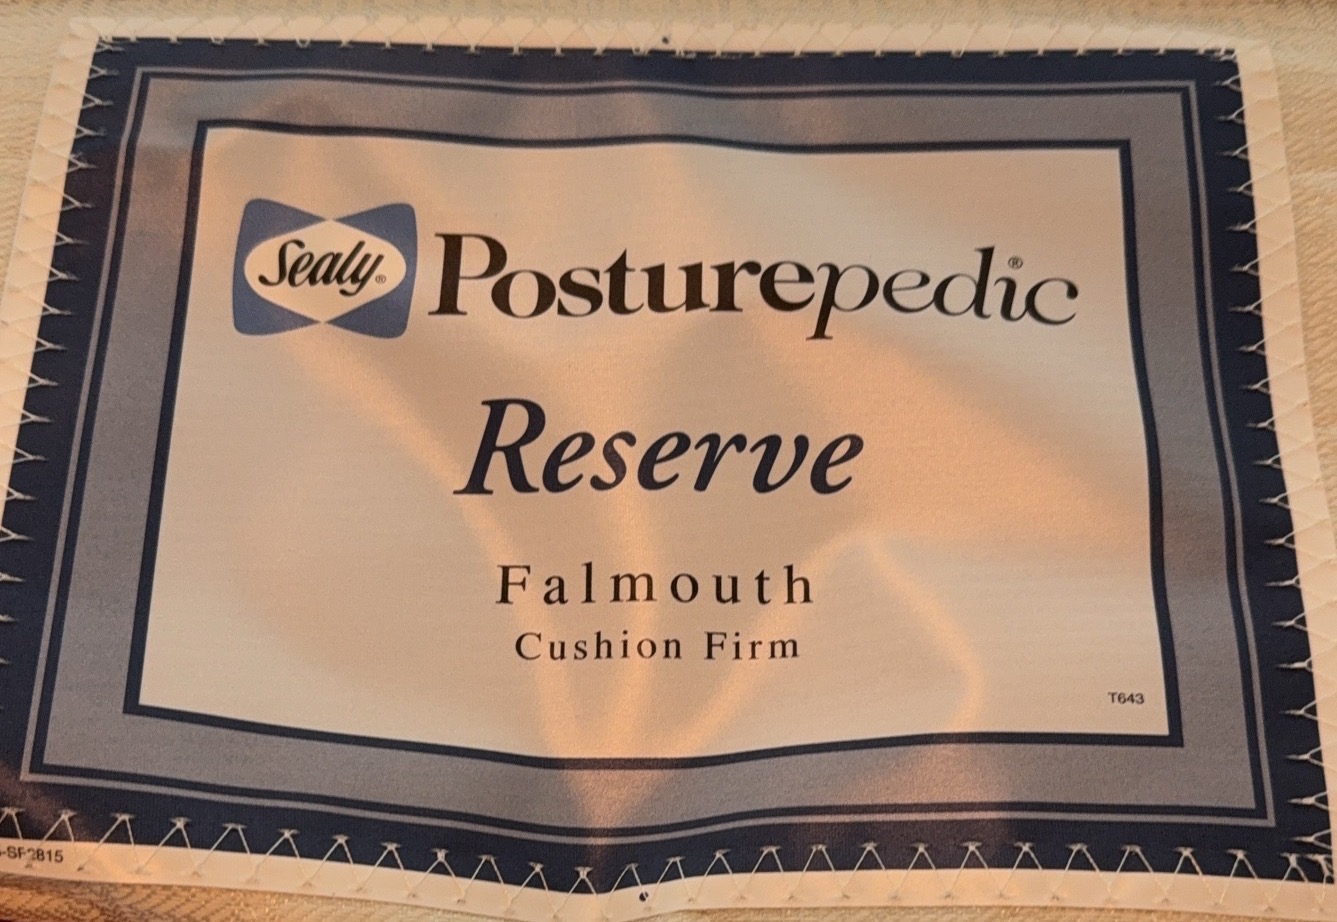 Sealy® Posturepedic®
Reserve
Falmouth
Cushion Firm
T643